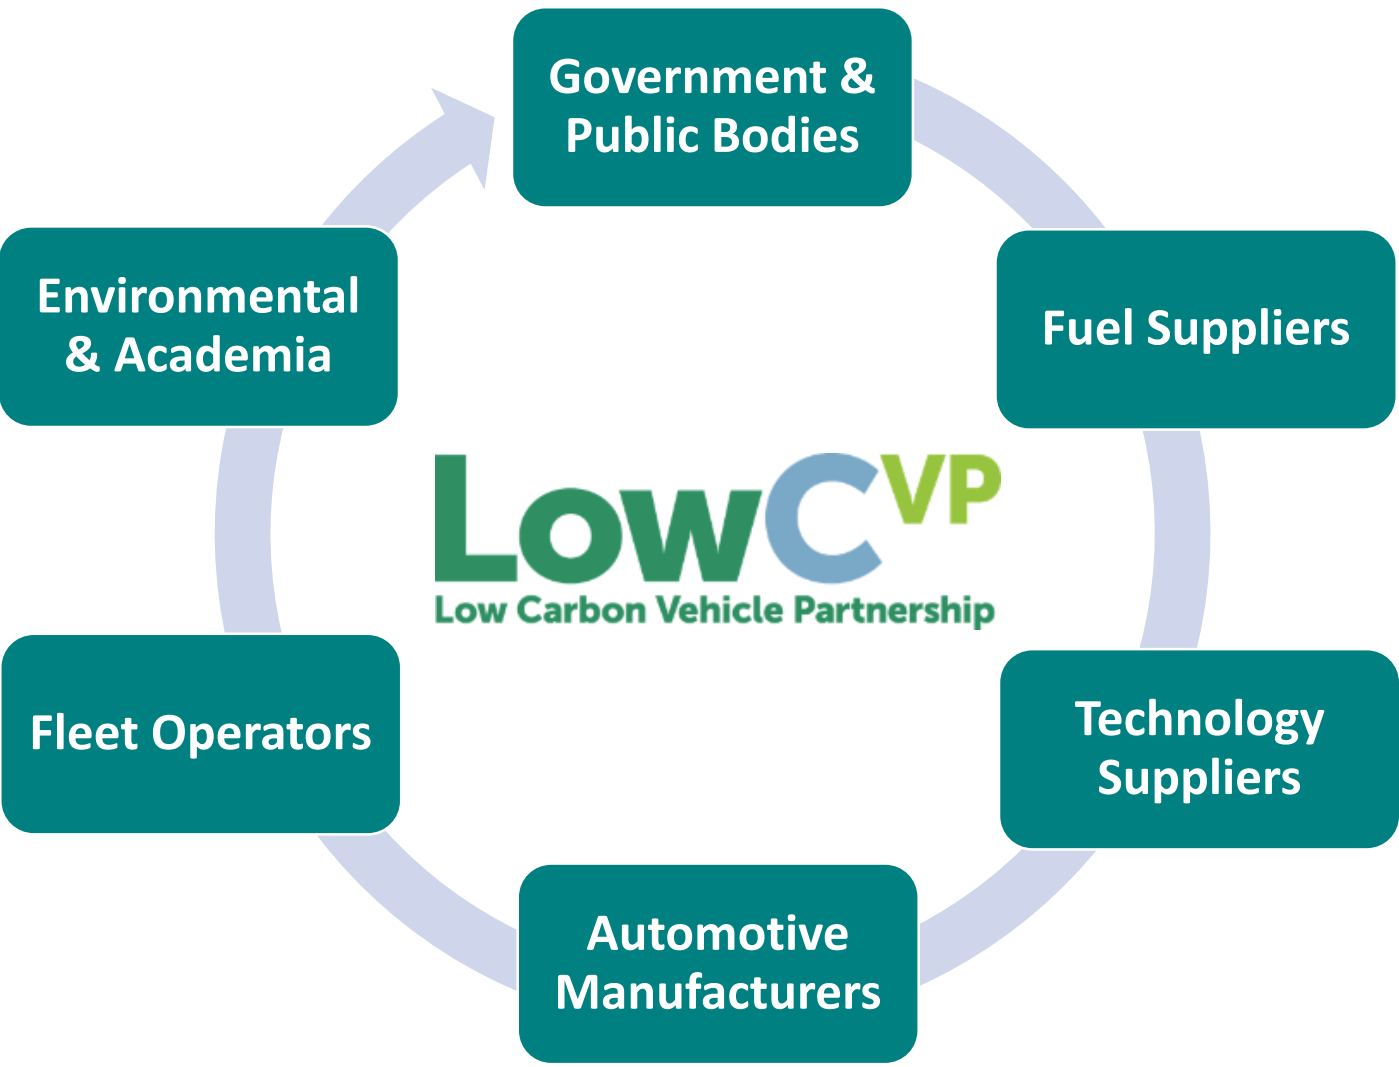 Government &
Public Bodies
Fuel Suppliers
Technology
Suppliers
Automotive
Manufacturers
Fleet Operators
Environmental
& Academia
LowCVP
Low Carbon Vehicle Partnership